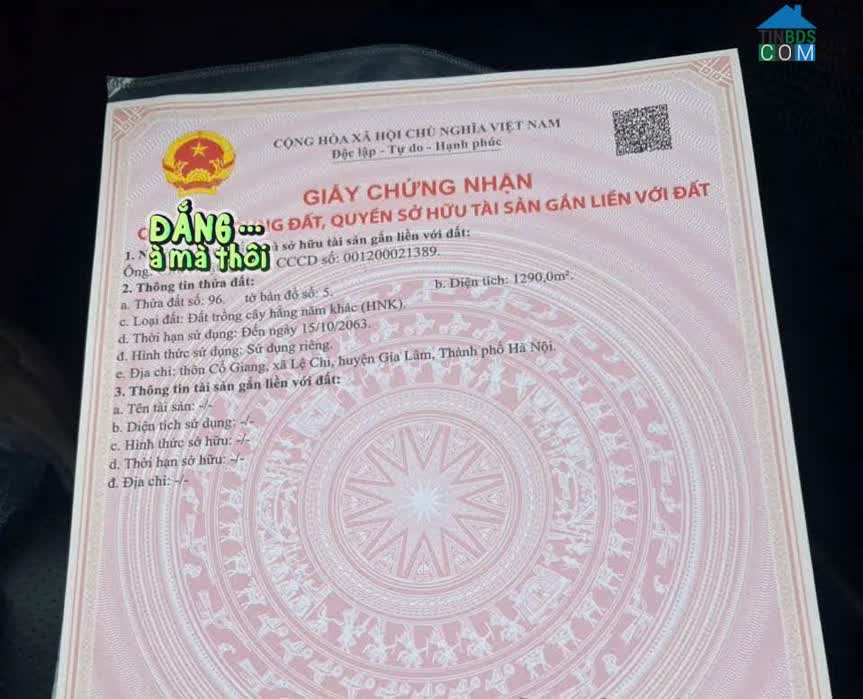 TINBDS
COM
CỘNG HÒA XÃ HỘI CHỦ NGHĨA VIỆT NAM
Độc lập - Tự do - Hạnh phúc
GIẤY CHỨNG NHẬN
ĐẤT, QUYỀN SỞ HỮU TÀI SẢN GẮN LIỀN VỚI ĐẤT
ĐẮNG...
à mà thôi
1. sở hữu tài sản gắn liền với đất:
Ông. CCCD số: 001200021389.
2. Thông tin thửa đất:
a. Thửa đất số: 96. tờ bản đồ số: 5. b. Diện tích: 1290,0m².
c. Loại đất: Đất trồng cây hằng năm khác (HNK).
d. Thời hạn sử dụng: Đến ngày 15/10/2063.
đ. Hình thức sử dụng: Sử dụng riêng.
e. Địa chỉ: thôn Cổ Giang, xã Lệ Chi, huyện Gia Lâm, Thành phố Hà Nội.
3. Thông tin tài sản gắn liền với đất:
a. Tên tài sản: -/-
b. Diện tích sử dụng: -/-
c. Hình thức sở hữu: -/-
d. Thời hạn sở hữu: -/-
đ. Địa chỉ: -/-